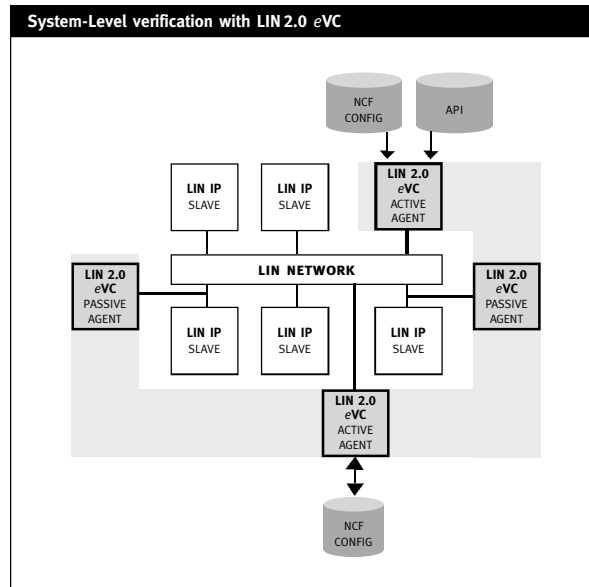 System-Level verification with LIN 2.0 eVC
NCF
CONFIG
API
LIN IP
SLAVE
LIN IP
SLAVE
LIN 2.0
eVC
ACTIVE
AGENT
LIN NETWORK
LIN 2.0
eVC
PASSIVE
AGENT
LIN 2.0
eVC
PASSIVE
AGENT
LIN IP
SLAVE
LIN IP
SLAVE
LIN IP
SLAVE
LIN 2.0
eVC
ACTIVE
AGENT
NCF
CONFIG